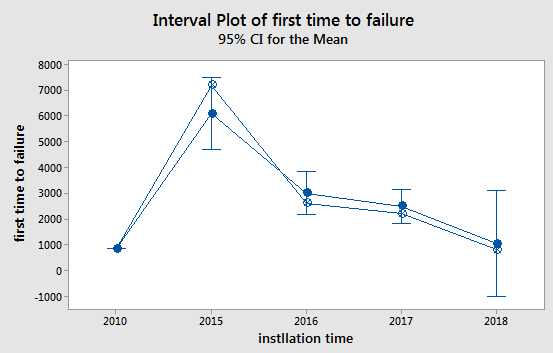 Interval Plot of first time to failure
95% CI for the Mean
first time to failure
8000
7000
6000
5000
4000
3000
2000
1000
0
-1000
2010 2015 2016 2017 2018
instllation time